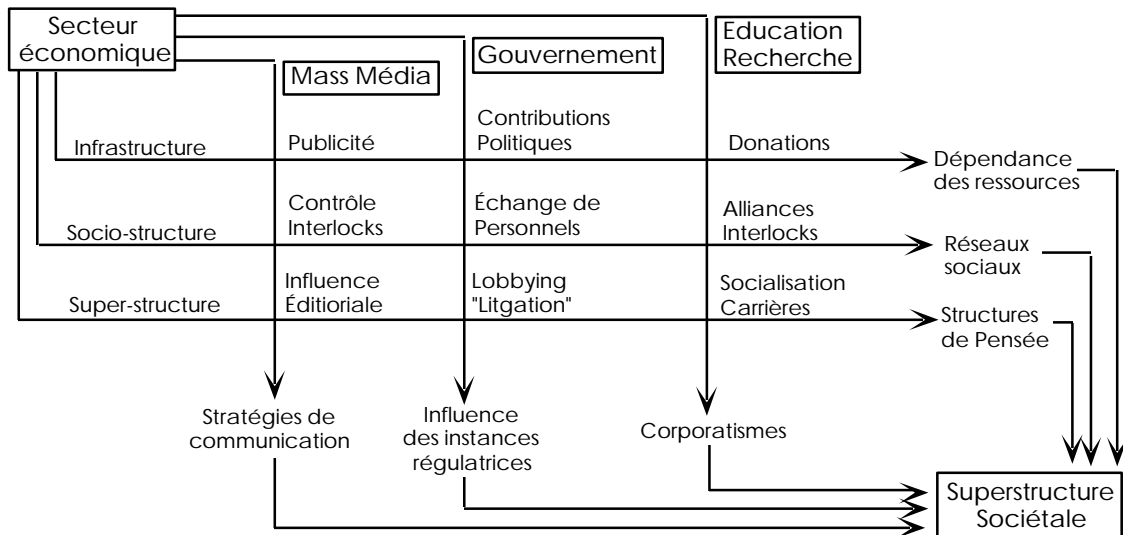 Secteur
économique
Education
Recherche
Gouvernement
Mass Média
Infrastructure
Publicité
Contributions
Politiques
Donations
Dépendance
des ressources
Socio-structure
Contrôle
Interlocks
Échange de
Personnels
Alliances
Interlocks
Réseaux
sociaux
Super-structure
Influence
Éditioriale
Lobbying
"Litgation"
Socialisation
Carrières
Structures
de Pensée
Stratégies de
communication
Influence
des instances
régulatrices
Corporatismes
Superstructure
Sociétale